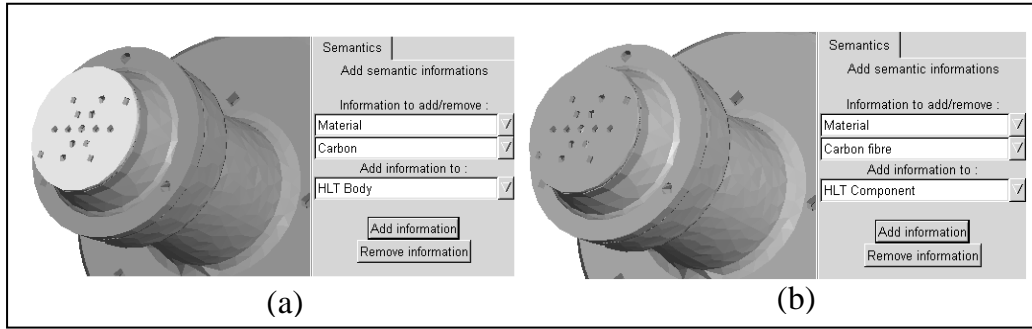 Semantics
Add semantic informations
Information to add/remove :
Material
Carbon
Add information to :
HLT Body
Add information
Remove information
(a)
Semantics
Add semantic informations
Information to add/remove :
Material
Carbon fibre
Add information to :
HLT Component
Add information
Remove information
(b)